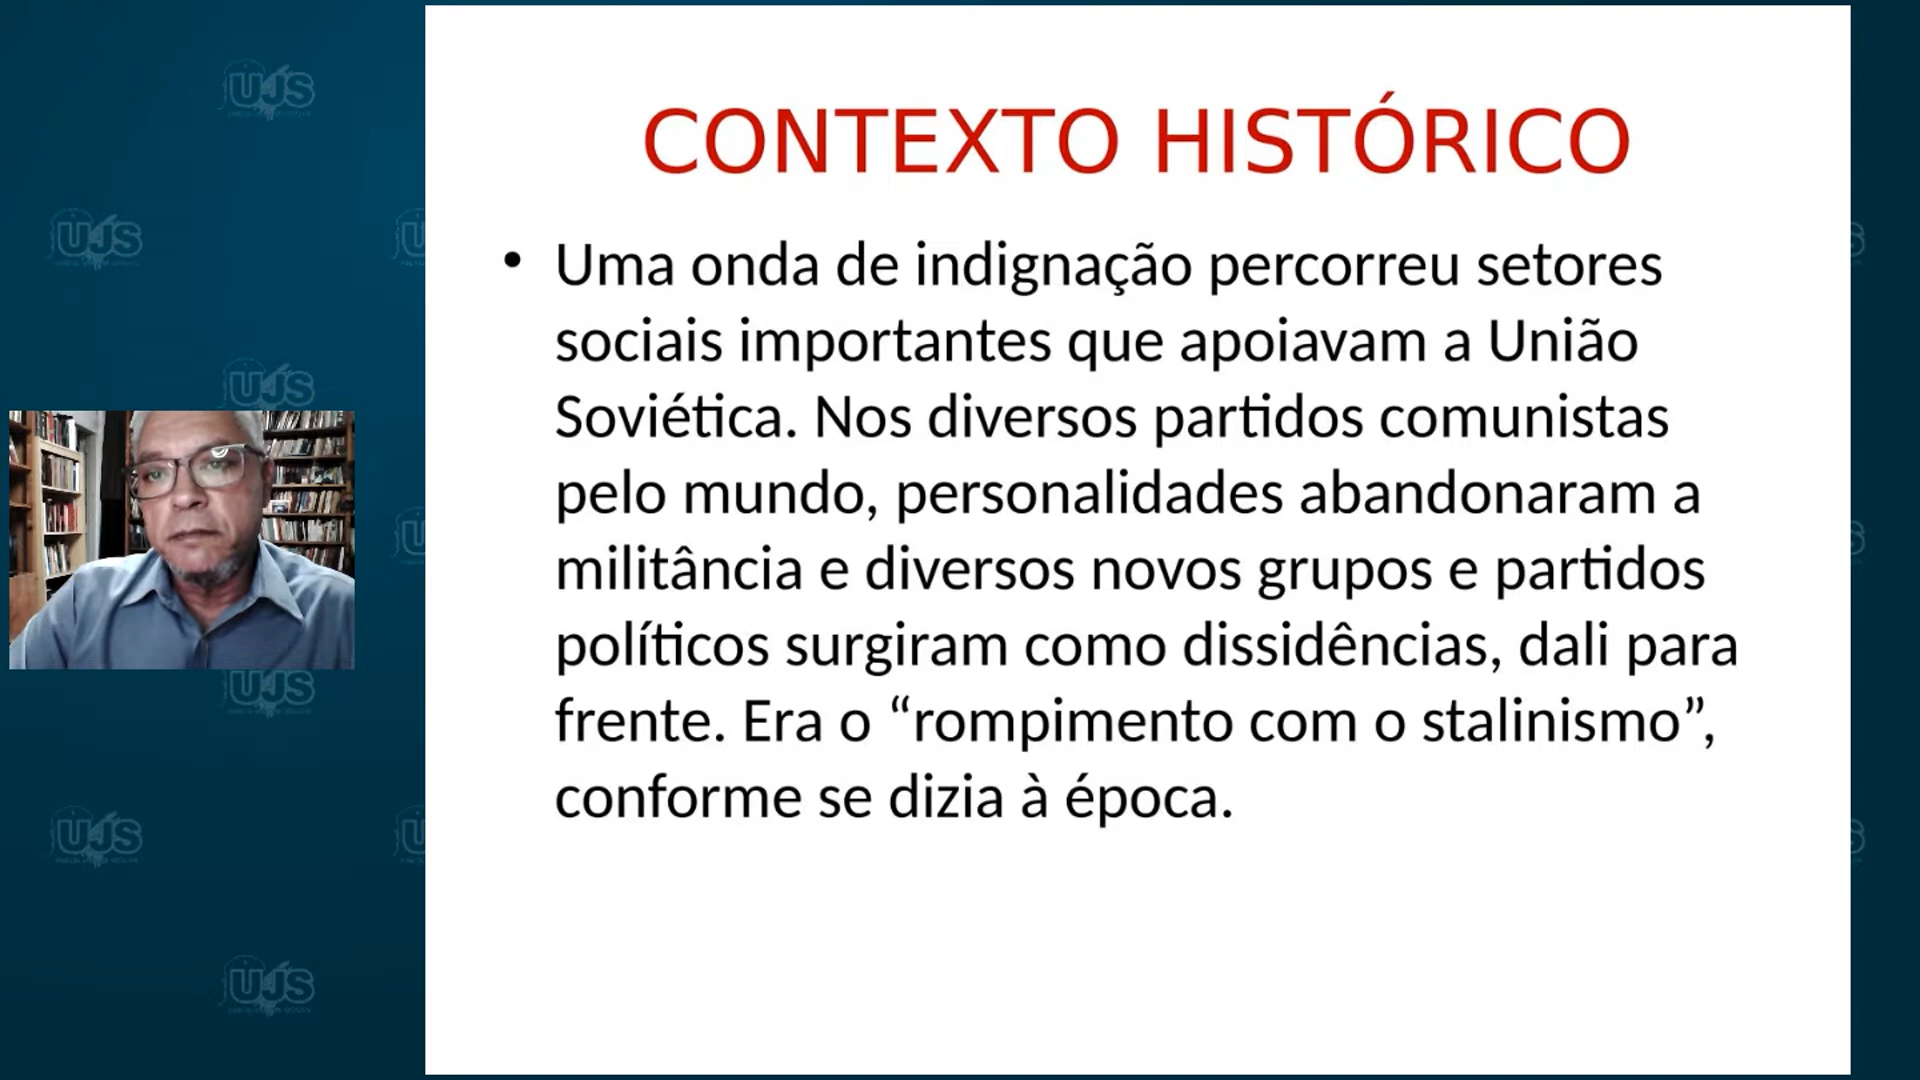 CONTEXTO HISTÓRICO
• Uma onda de indignação percorreu setores
sociais importantes que apoiavam a União
Soviética. Nos diversos partidos comunistas
pelo mundo, personalidades abandonaram a
militância e diversos novos grupos e partidos
políticos surgiram como dissidências, dali para
frente. Era o “rompimento com o stalinismo”,
conforme se dizia à época.
UJS
UJS
UJS
UJS
UJS
UJS